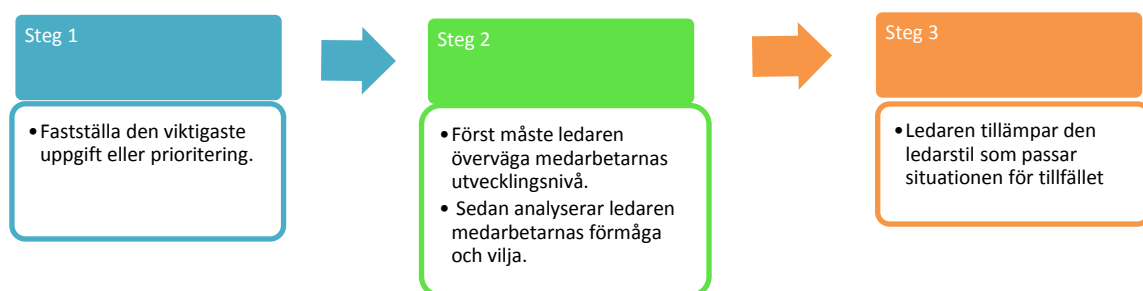 Steg 1
• Fastställa den viktigaste
uppgift eller prioritering.
Steg 2
• Först måste ledaren
överväga medarbetarnas
utvecklingsnivå.
• Sedan analyserar ledaren
medarbetarnas förmåga
och vilja.
Steg 3
• Ledaren tillämpar den
ledarstil som passar
situationen för tillfället